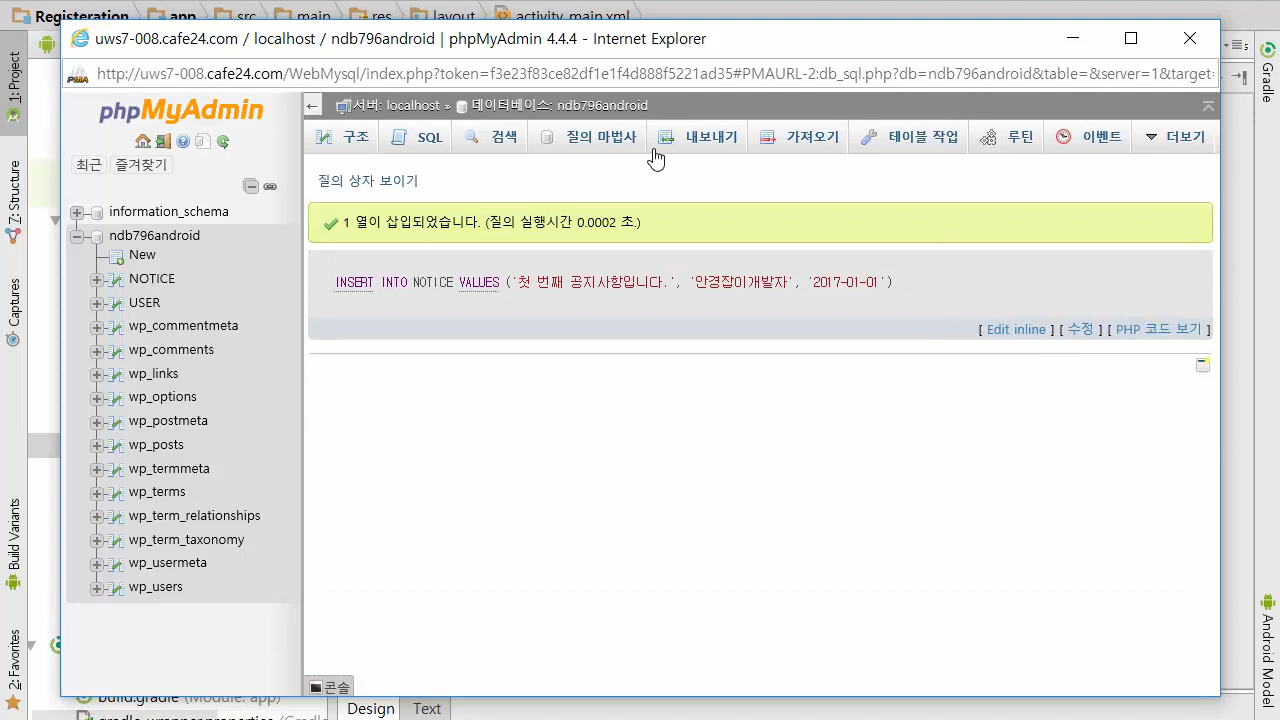 Registeration app src main res layout activity_main.xml
uws7-008.cafe24.com / localhost / ndb796android | phpMyAdmin 4.4.4 - Internet Explorer
http://uws7-008.cafe24.com/WebMysql/index.php?token=f3e23f83ced2df1e1f4d888f5221ad35#PMAURL-2:db_sql.php?db=ndb796android&table=&server=1&target=
phpMyAdmin
최근 즐겨찾기
information_schema
ndb796android
New
NOTICE
USER
wp_commentmeta
wp_comments
wp_links
wp_options
wp_postmeta
wp_posts
wp_termmeta
wp_terms
wp_term_relationships
wp_term_taxonomy
wp_usermeta
wp_users
서버: localhost » 데이터베이스: ndb796android
구조 SQL 검색 질의 마법사 내보내기 가져오기 테이블 작업 루틴 이벤트 더보기
질의 상자 보이기
1 열이 삽입되었습니다. (질의 실행시간 0.0002 초.)
INSERT INTO NOTICE VALUES ('첫 번째 공지사항입니다.', '안경잡이개발자', '2017-01-01')
[ Edit inline ] [ 수정 ] [ PHP 코드 보기 ]
콘솔
1: Project
7: Structure
Captures
Build Variants
2: Favorites
Gradle
Android Model
build.gradle (Module: app)
gradle-wrapper.properties
Design Text